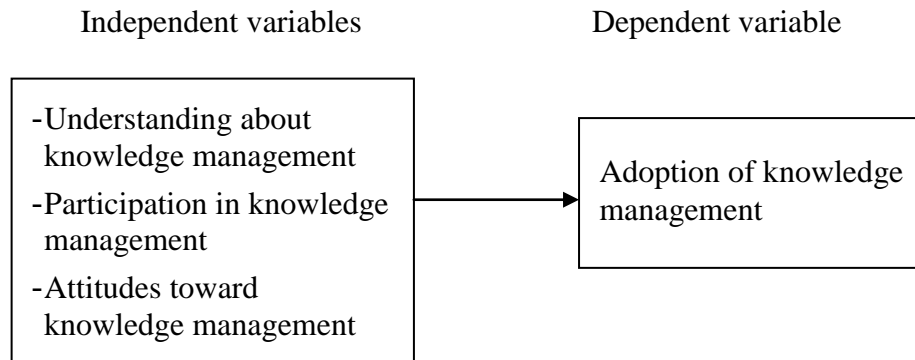 Independent variables
Dependent variable
-Understanding about
knowledge management
-Participation in knowledge
management
-Attitudes toward
knowledge management
Adoption of knowledge
management